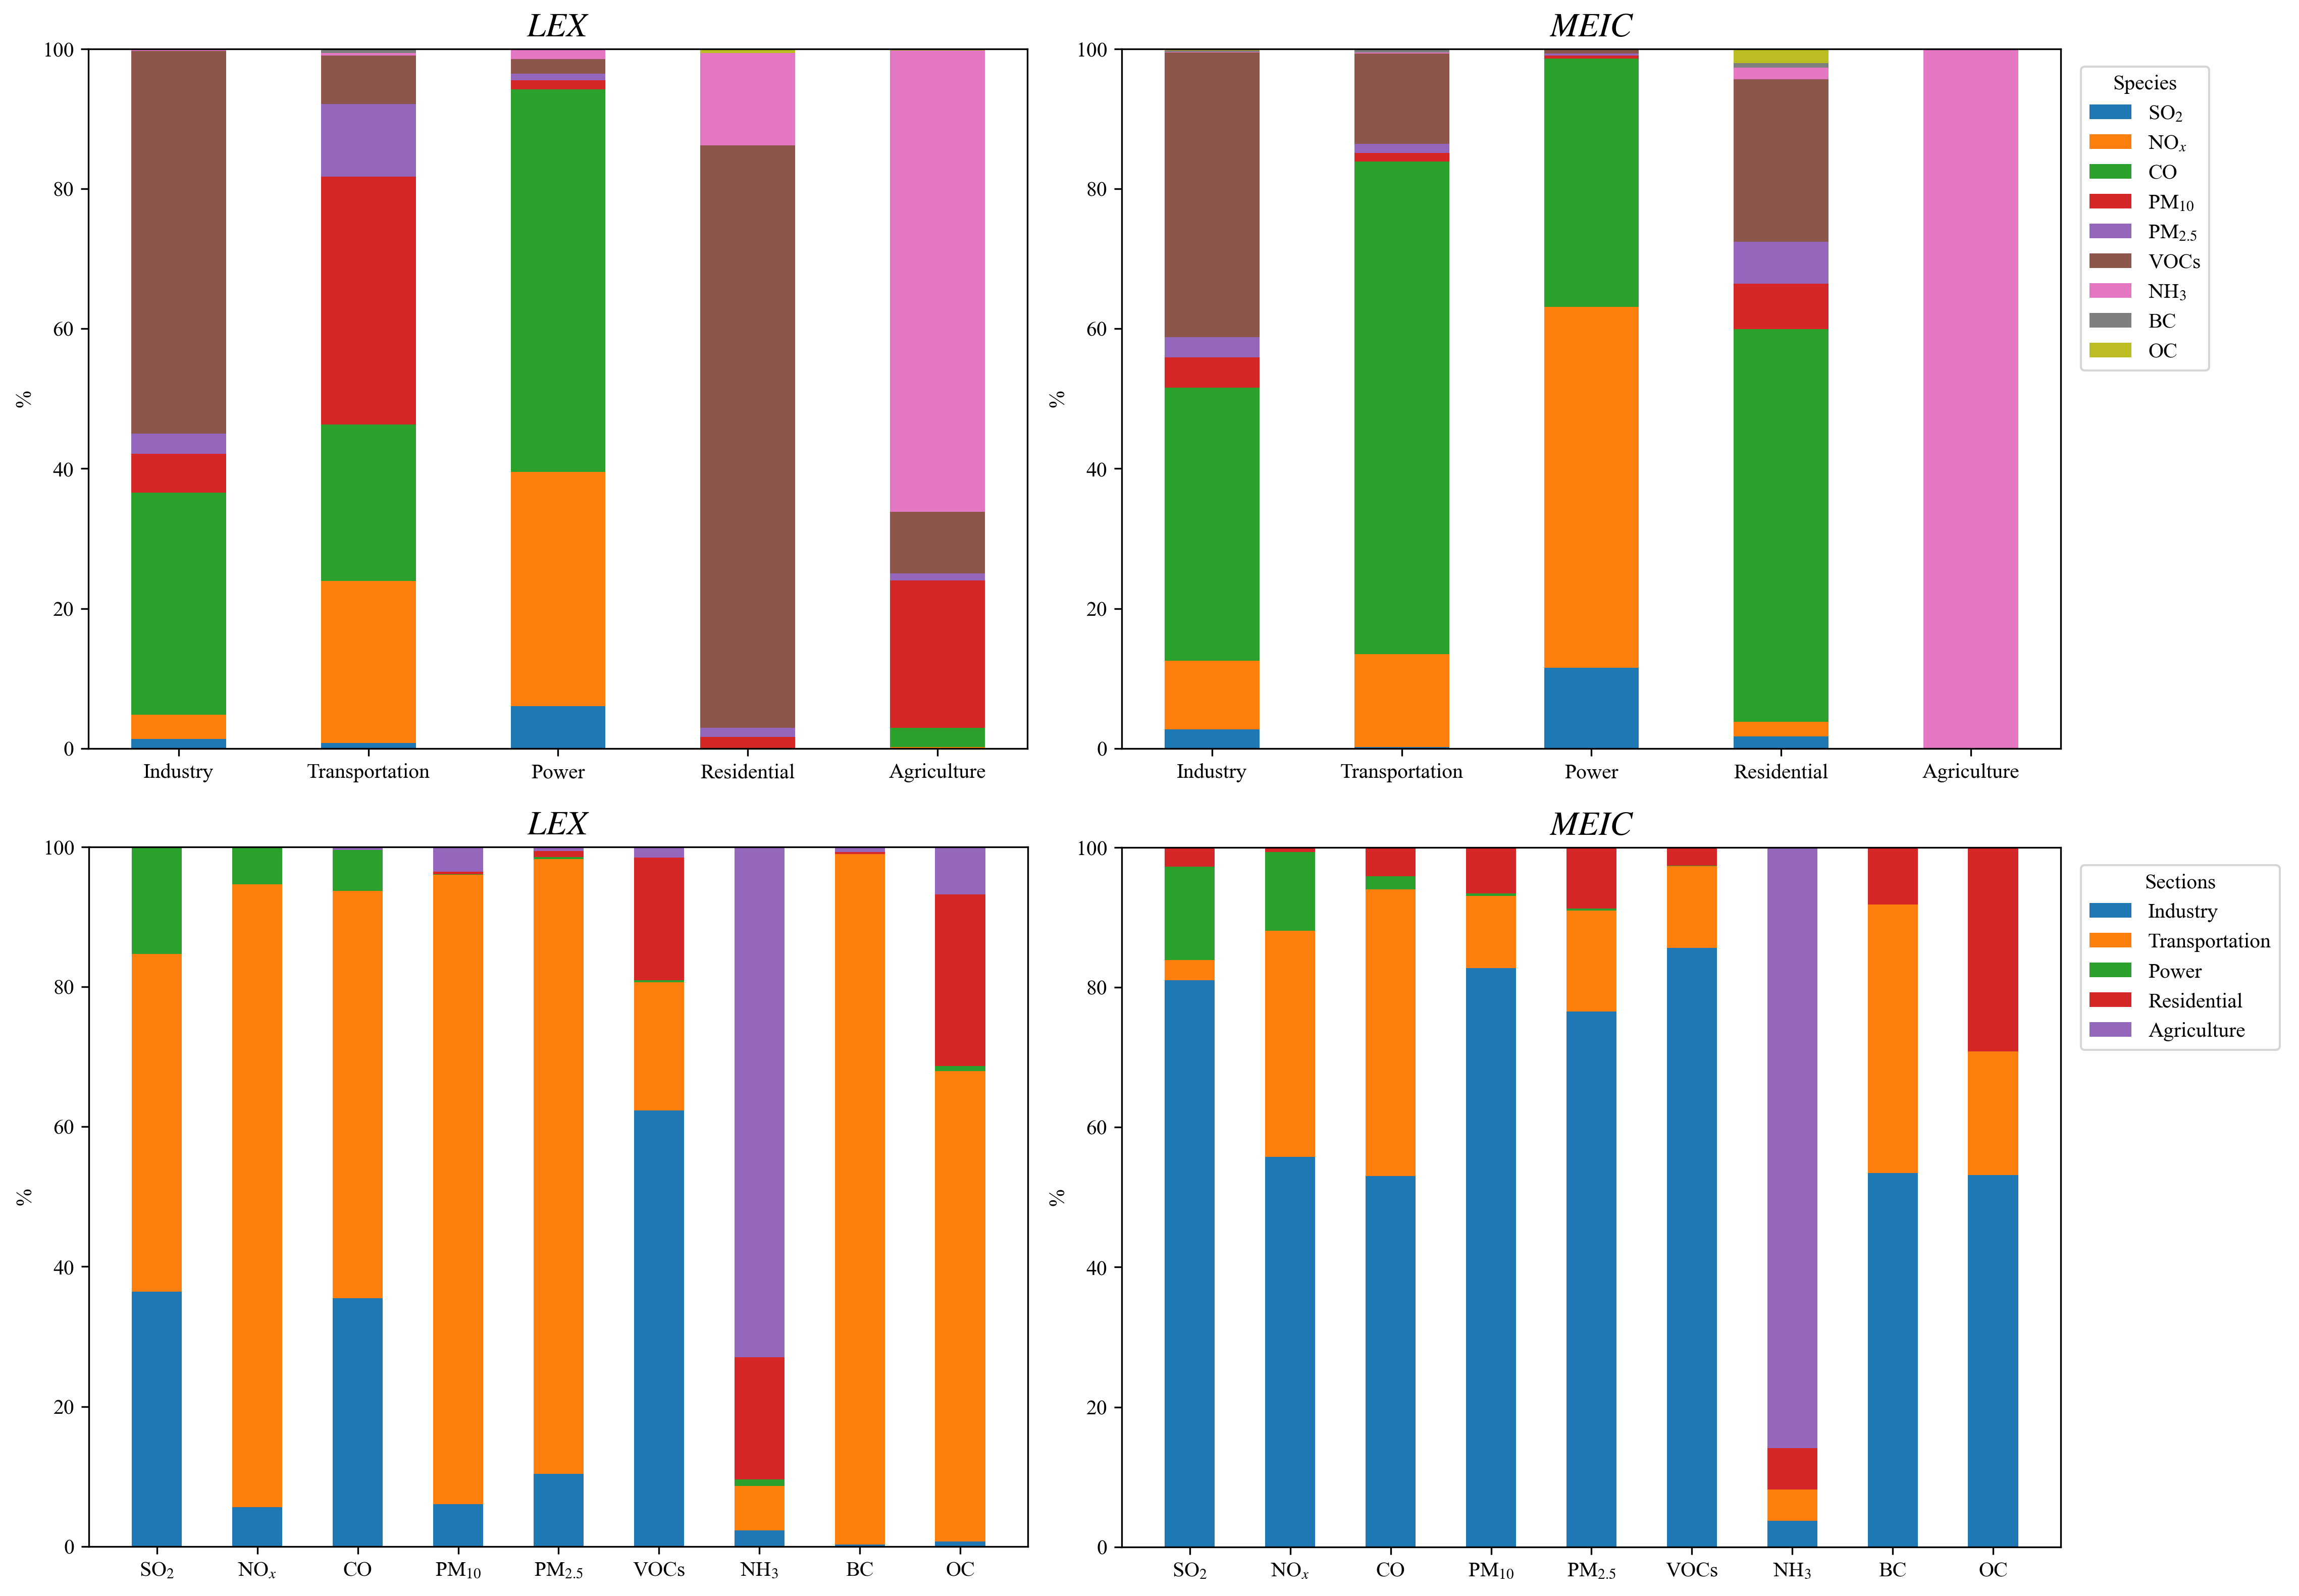 LEX
100
80
60
40
20
0
%
Industry Transportation Power Residential Agriculture
MEIC
100
80
60
40
20
0
%
Industry Transportation Power Residential Agriculture
Species
SO₂
NOₓ
CO
PM₁₀
PM₂.₅
VOCs
NH₃
BC
OC
LEX
100
80
60
40
20
0
%
SO₂ NOₓ CO PM₁₀ PM₂.₅ VOCs NH₃ BC OC
MEIC
100
80
60
40
20
0
%
SO₂ NOₓ CO PM₁₀ PM₂.₅ VOCs NH₃ BC OC
Sections
Industry
Transportation
Power
Residential
Agriculture